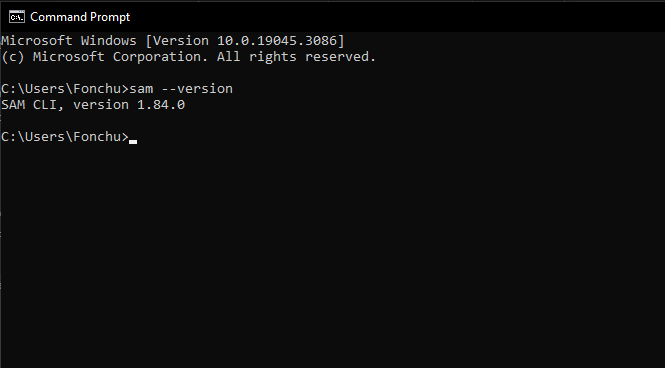 Command Prompt
Microsoft Windows [Version 10.0.19045.3086]
(c) Microsoft Corporation. All rights reserved.
C:\Users\Fonchu>sam --version
SAM CLI, version 1.84.0
C:\Users\Fonchu>